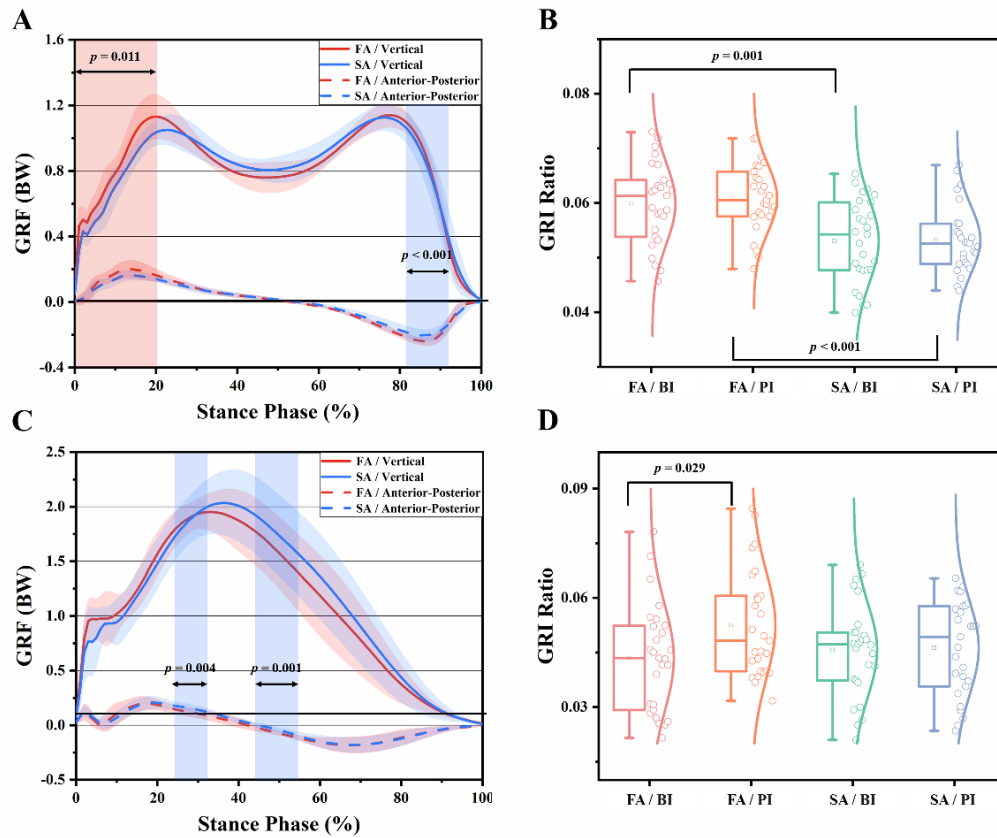 A
GRF (BW)
1.6
1.2
0.8
0.4
0.0
-0.4
p = 0.011
FA / Vertical
SA / Vertical
FA / Anterior-Posterior
SA / Anterior-Posterior
p < 0.001
0 20 40 60 80 100
Stance Phase (%)
B
GRI Ratio
0.08
0.06
0.04
p = 0.001
p < 0.001
FA / BI FA / PI SA / BI SA / PI
C
GRF (BW)
2.5
2.0
1.5
1.0
0.5
0.0
-0.5
FA / Vertical
SA / Vertical
FA / Anterior-Posterior
SA / Anterior-Posterior
p = 0.004 p = 0.001
0 20 40 60 80 100
Stance Phase (%)
D
GRI Ratio
0.09
0.06
0.03
p = 0.029
FA / BI FA / PI SA / BI SA / PI